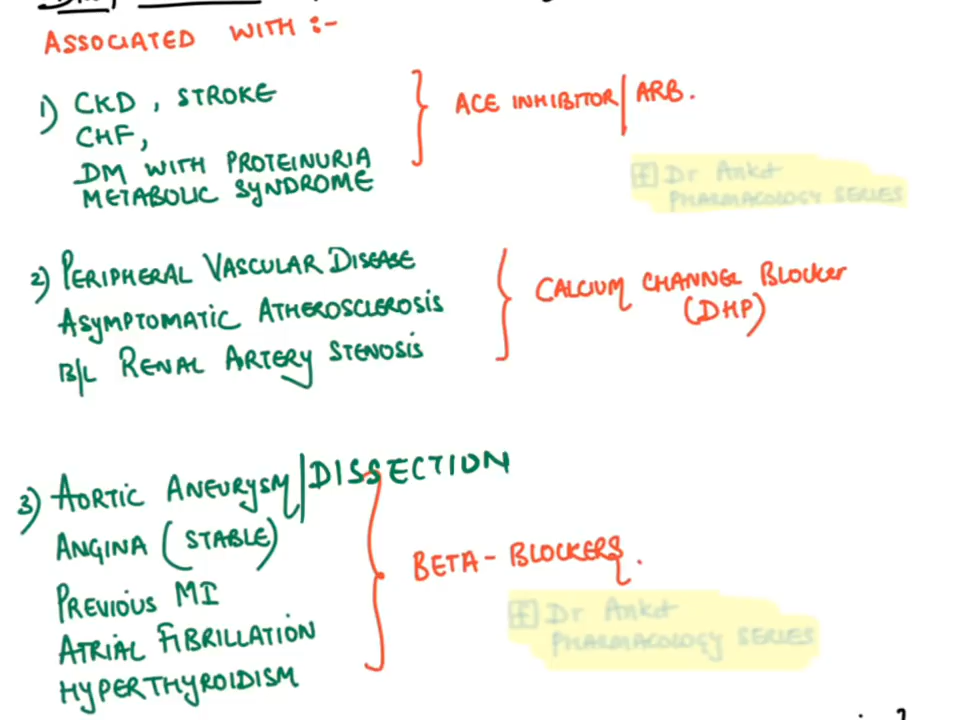 ASSOCIATED WITH :-
1) CKD, STROKE
CHF,
DM WITH PROTEINURIA
METABOLIC SYNDROME
ACE INHIBITOR/ARB.
Dr Ankit
PHARMACOLOGY SERIES
2) PERIPHERAL VASCULAR DISEASE
ASYMPTOMATIC ATHEROSCLEROSIS
B/L RENAL ARTERY STENOSIS
CALCIUM CHANNEL BLOCKER
(DHP)
3) AORTIC ANEURYSM/DISSECTION
ANGINA (STABLE)
PREVIOUS MI
ATRIAL FIBRILLATION
HYPERTHYROIDISM
BETA-BLOCKERS.
Dr Ankit
PHARMACOLOGY SERIES